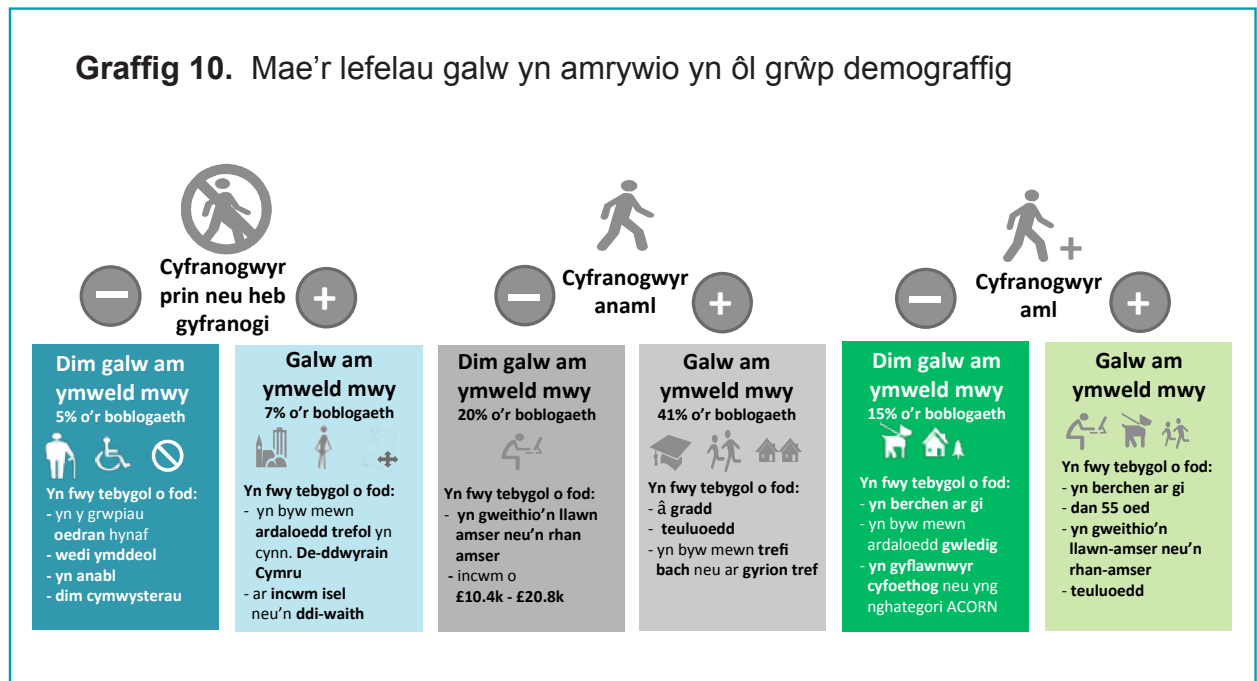 Graffig 10. Mae'r lefelau galw yn amrywio yn ôl grŵp demograffig
Cyfranogwyr
prin neu heb
gyfranogi
Cyfranogwyr
anaml
Cyfranogwyr
aml
Dim galw am
ymweld mwy
5% o'r boblogaeth
Yn fwy tebygol o fod:
- yn y grwpiau
oedran hynaf
- wedi ymddeol
- yn anabl
- dim cymwysterau
Galw am
ymweld mwy
7% o'r boblogaeth
Yn fwy tebygol o fod:
- yn byw mewn
ardaloedd trefol yn
cynn. De-ddwyrain
Cymru
- ar incwm isel
neu'n ddi-waith
Dim galw am
ymweld mwy
20% o'r boblogaeth
Yn fwy tebygol o fod:
- yn gweithio'n llawn
amser neu'n rhan
amser
- incwm o
£10.4k - £20.8k
Galw am
ymweld mwy
41% o'r boblogaeth
Yn fwy tebygol o fod:
- â gradd
- teuluoedd
- yn byw mewn trefi
bach neu ar gyrion tref
Dim galw am
ymweld mwy
15% o'r boblogaeth
Yn fwy tebygol o fod:
- yn berchen ar gi
- yn byw mewn
ardaloedd gwledig
- yn gyflawnwyr
cyfoethog neu yng
nghategori ACORN
Galw am
ymweld mwy
Yn fwy tebygol o fod:
- yn berchen ar gi
- dan 55 oed
- yn gweithio'n
llawn-amser neu'n
rhan-amser
- teuluoedd